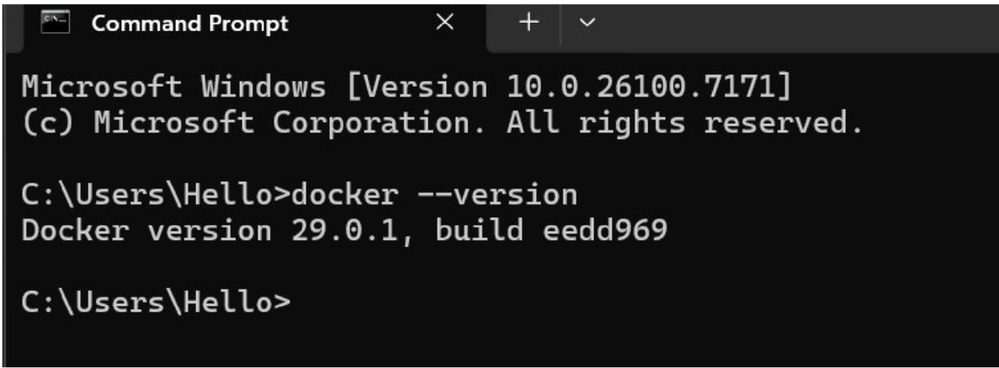 Command Prompt
Microsoft Windows [Version 10.0.26100.7171]
(c) Microsoft Corporation. All rights reserved.
C:\Users\Hello>docker --version
Docker version 29.0.1, build eedd969
C:\Users\Hello>